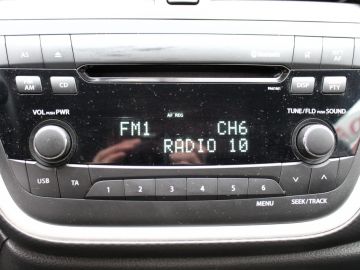 AS
AM
CD
DISP
PTY
VOL PUSH PWR
TUNE/FLD PUSH SOUND
AF REG
FM1 CH6
RADIO 10
USB
TA
1 2 3 4 5 6
MENU
SEEK/TRACK